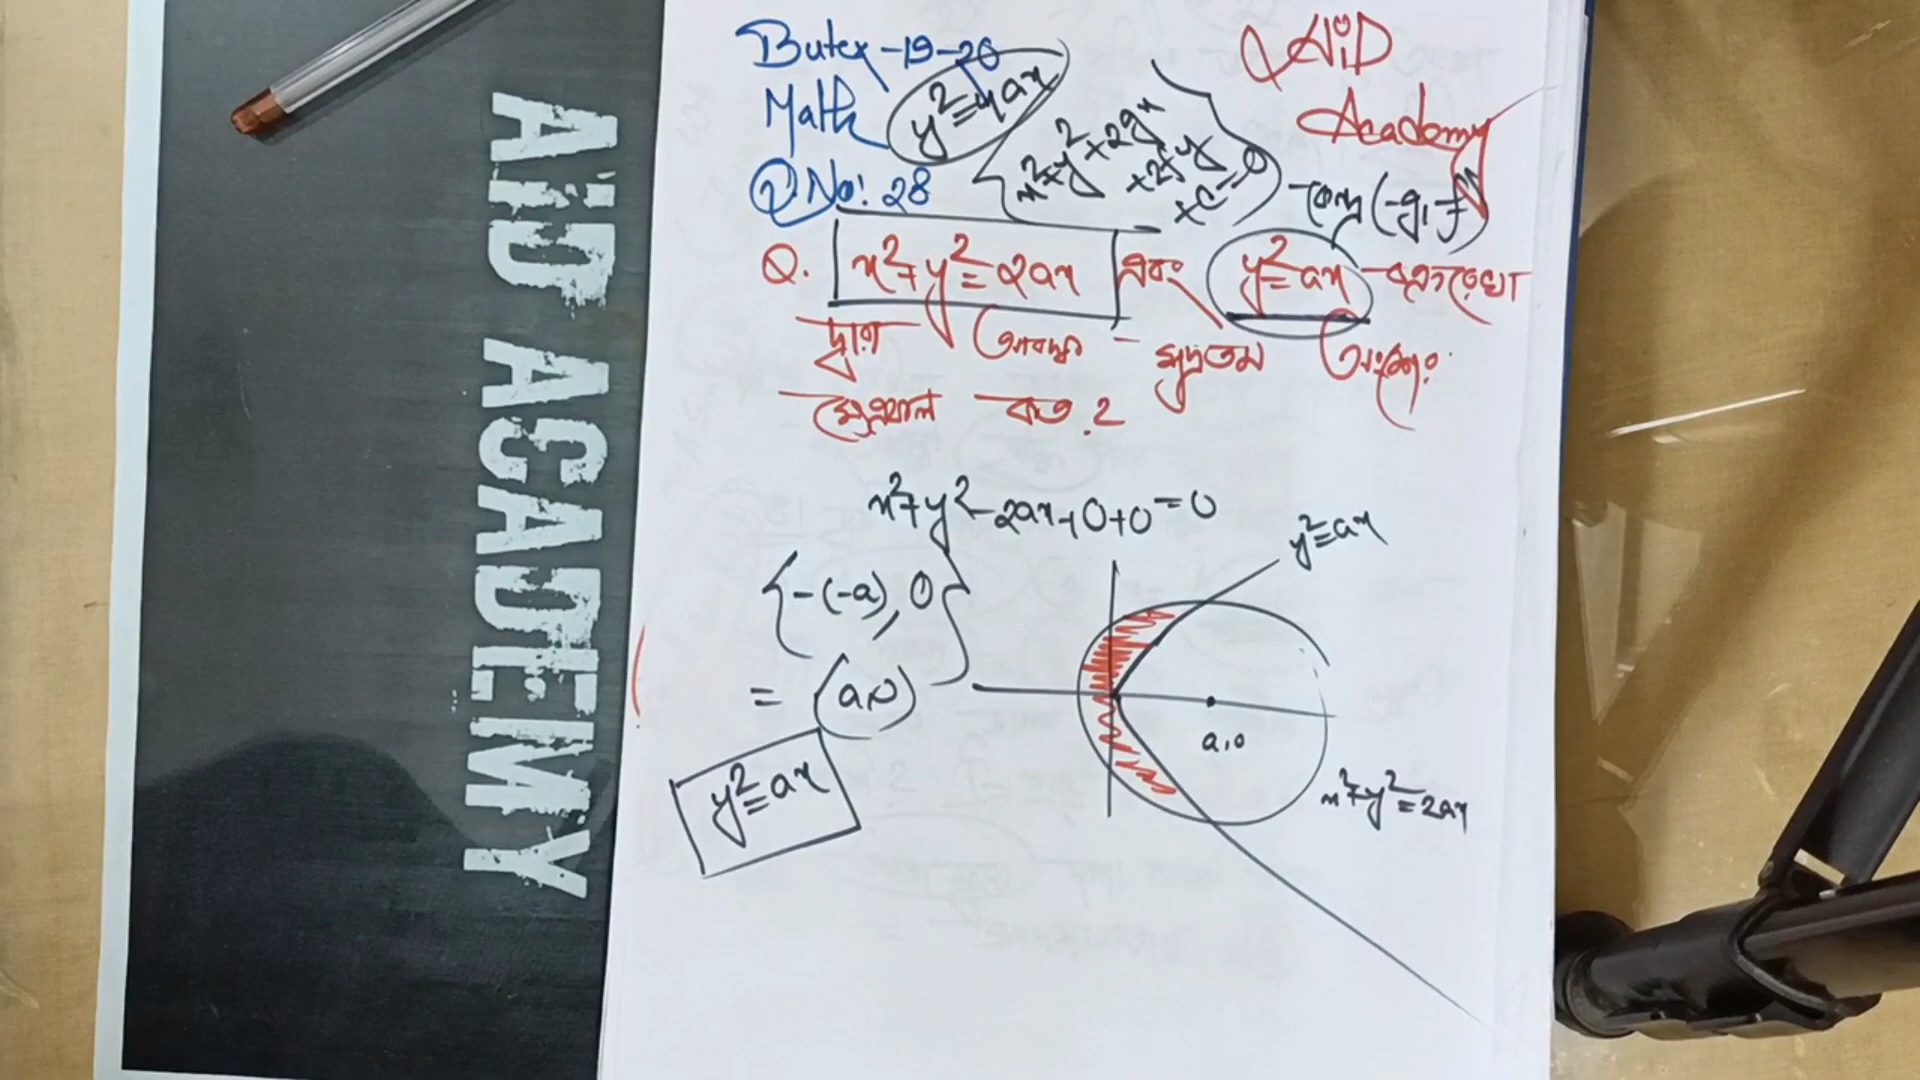 AID ACADEMY
Butex-19-20
Math
Q No: 28
y²=4ax
x²+y²+2gx
+2fy
+c=0
কেন্দ্র (-g,-f)
AiD
Academy
Q. x²+y²=2ax এবং y²=ax বক্ররেখা
দ্বারা আবদ্ধ ক্ষুদ্রতম অংশের
ক্ষেত্রফল কত?
x²+y²-2ax+0+0=0
{-(-a), 0}
= (a,0)
y²=ax
y²=ax
a,0
x²+y²=2ax